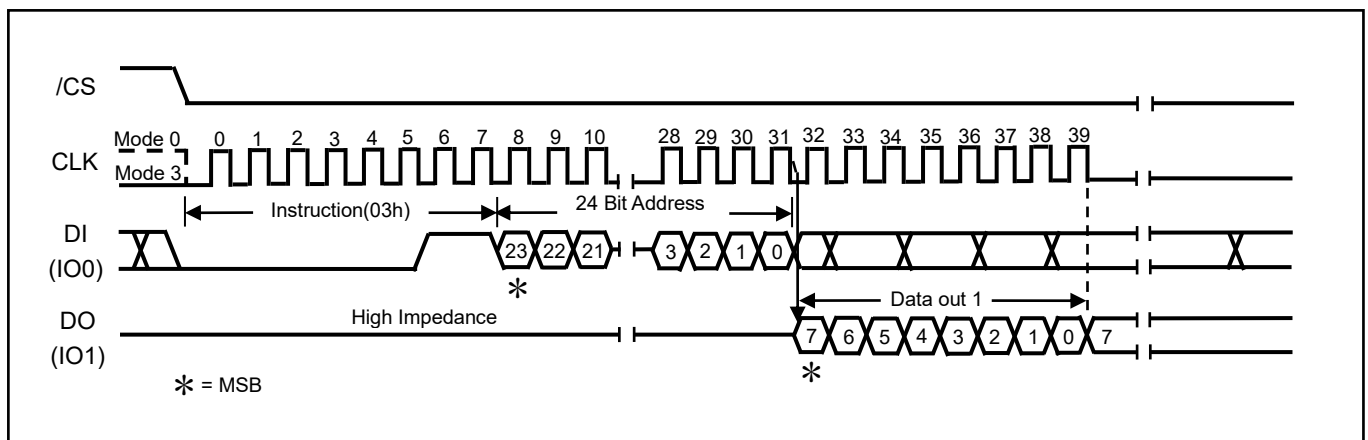 /CS
Mode 0 0 1 2 3 4 5 6 7 8 9 10 28 29 30 31 32 33 34 35 36 37 38 39
CLK
Mode 3
Instruction(03h) 24 Bit Address
DI
(IO0)
23 22 21 3 2 1 0
*
Data out 1
DO
(IO1)
High Impedance
7 6 5 4 3 2 1 0 7
*
* = MSB